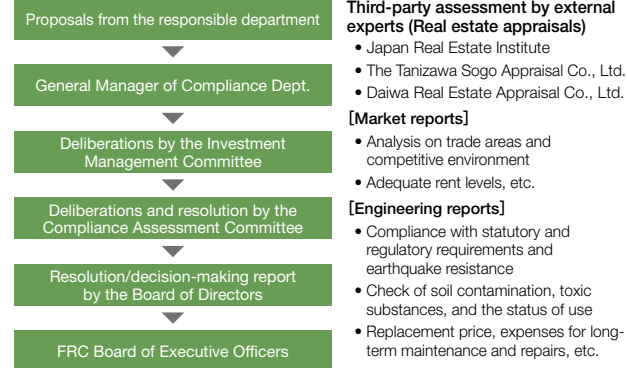 Proposals from the responsible department
General Manager of Compliance Dept.
Deliberations by the Investment
Management Committee
Deliberations and resolution by the
Compliance Assessment Committee
Resolution/decision-making report
by the Board of Directors
FRC Board of Executive Officers
Third-party assessment by external
experts (Real estate appraisals)
• Japan Real Estate Institute
• The Tanizawa Sogo Appraisal Co., Ltd.
• Daiwa Real Estate Appraisal Co., Ltd.
[Market reports]
• Analysis on trade areas and
competitive environment
• Adequate rent levels, etc.
[Engineering reports]
• Compliance with statutory and
regulatory requirements and
earthquake resistance
• Check of soil contamination, toxic
substances, and the status of use
• Replacement price, expenses for long-
term maintenance and repairs, etc.